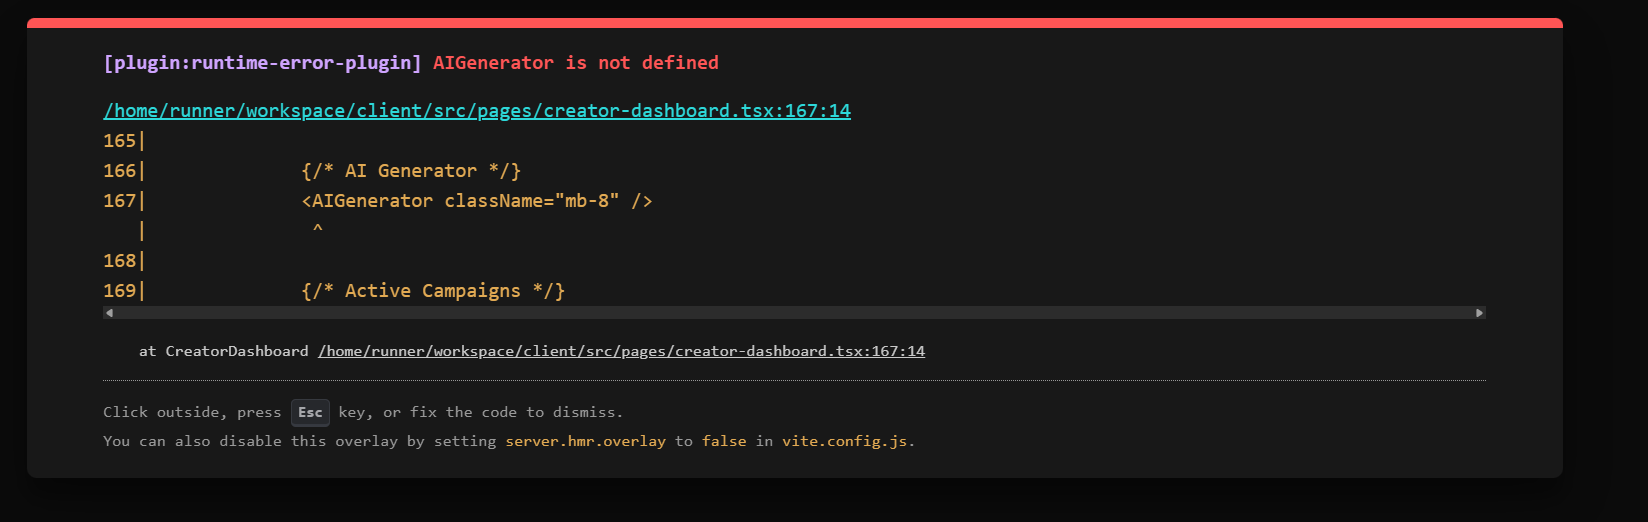 [plugin:runtime-error-plugin] AIGenerator is not defined
/home/runner/workspace/client/src/pages/creator-dashboard.tsx:167:14
165|
166|              {/* AI Generator */}
167|              <AIGenerator className="mb-8" />
   |               ^
168|
169|              {/* Active Campaigns */}
at CreatorDashboard /home/runner/workspace/client/src/pages/creator-dashboard.tsx:167:14
Click outside, press Esc key, or fix the code to dismiss.
You can also disable this overlay by setting server.hmr.overlay to false in vite.config.js.